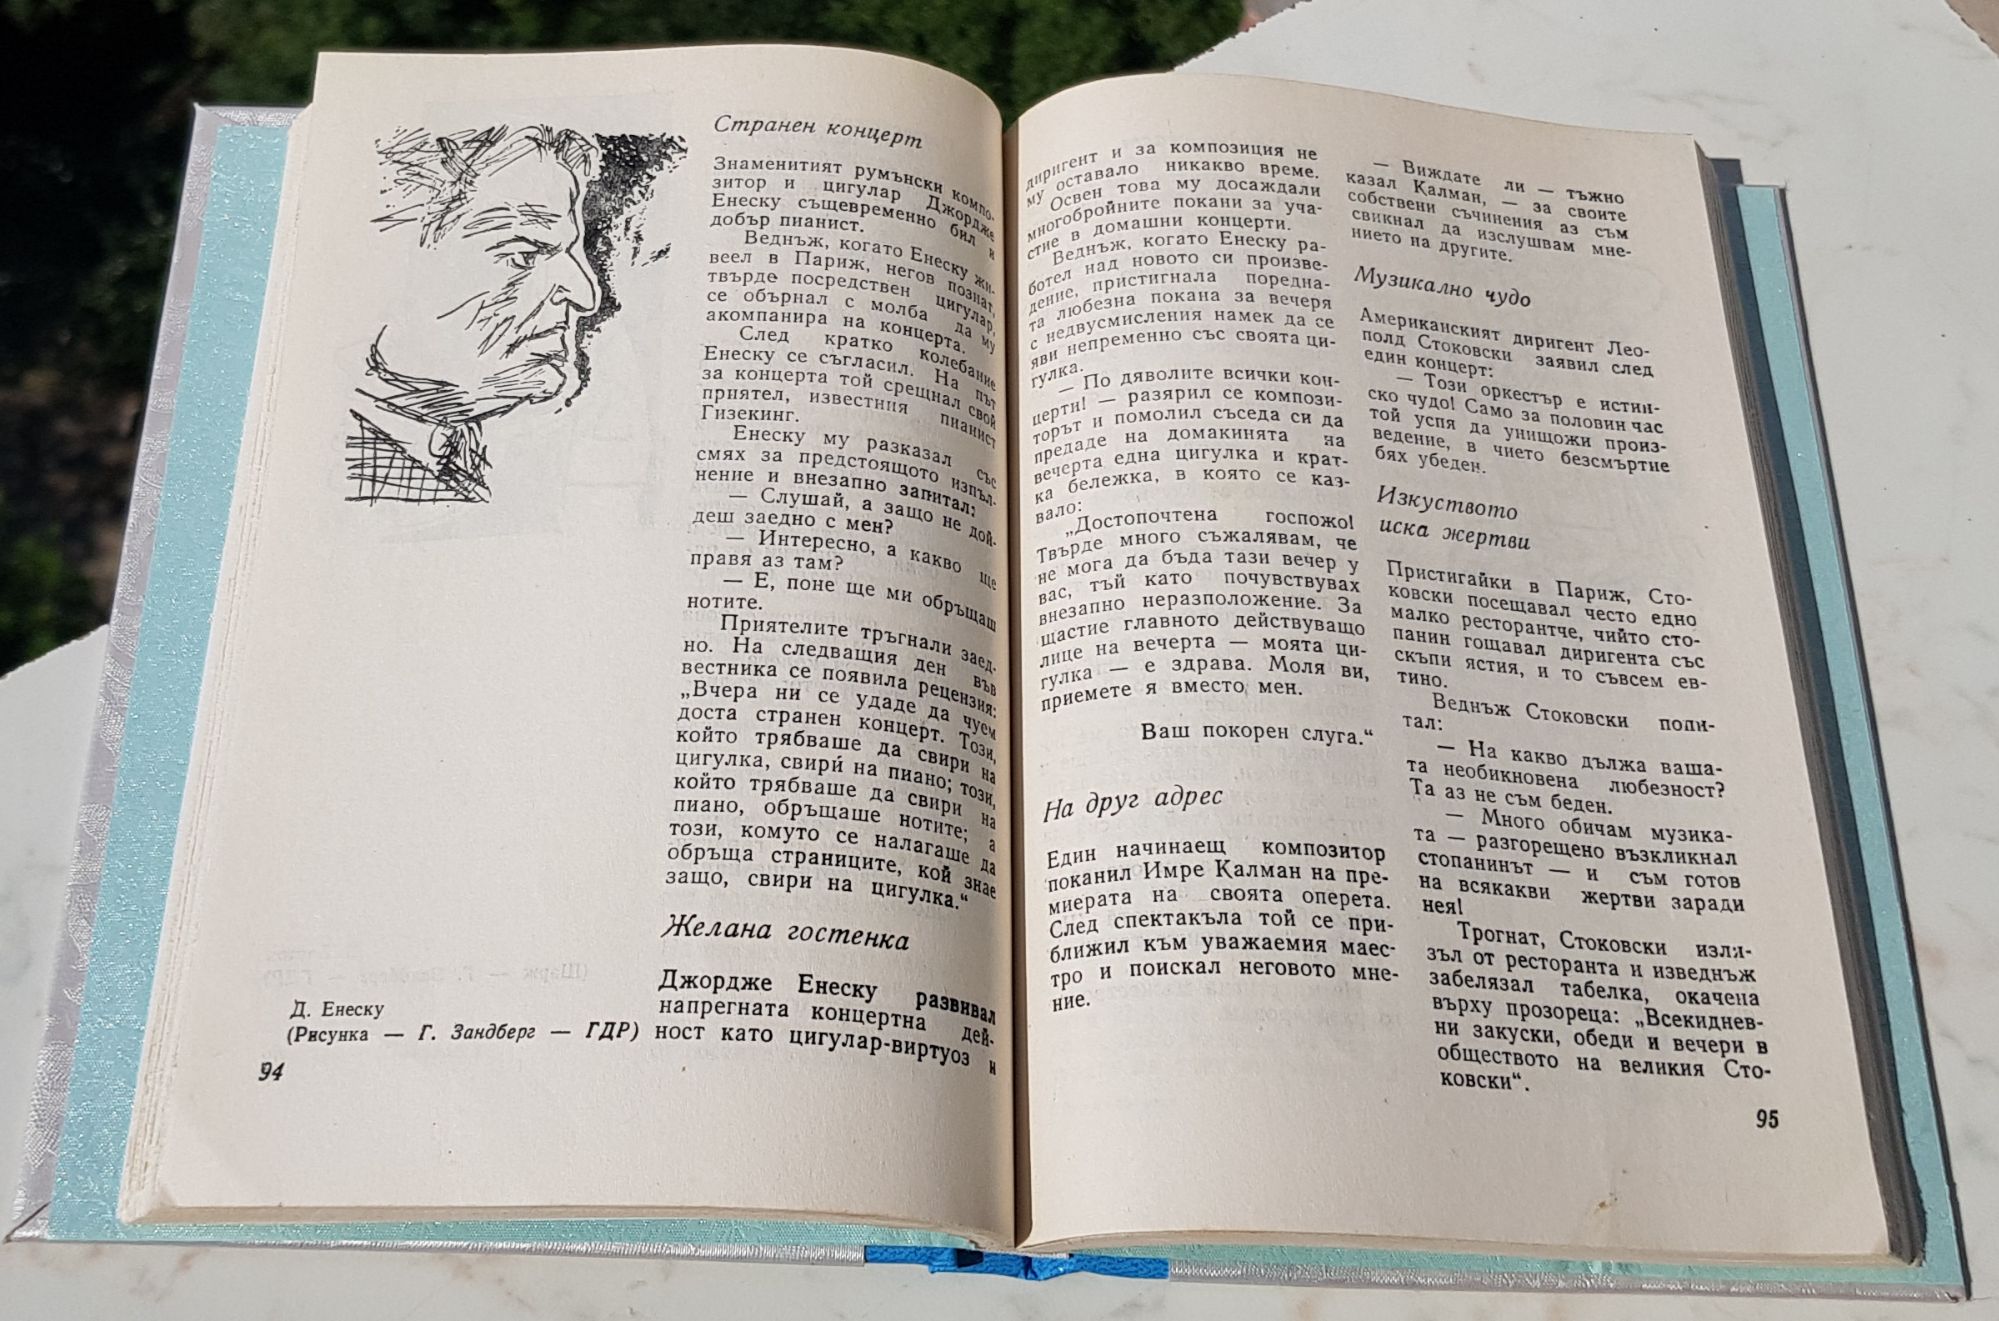 Странен концерт
Знаменитият румънски компо-
зитор и цигулар Джордже
Енеску същевременно бил и
добър пианист.
Веднъж, когато Енеску жи-
веел в Париж, негов познат,
твърде посредствен цигулар,
се обърнал с молба да му
акомпанира на концерта.
След кратко колебание
Енеску се съгласил. На път
за концерта той срещнал свой
приятел, известния пианист
Гизекинг.
Енеску му разказал със
смях за предстоящото изпъл-
нение и внезапно запитал:
— Слушай, а защо не дой-
деш заедно с мен?
— Интересно, а какво ще
правя аз там?
— Е, поне ще ми обръщаш
нотите.
Приятелите тръгнали заед-
но. На следващия ден във
вестника се появила рецензия:
„Вчера ни се удаде да чуем
доста странен концерт. Този,
който трябваше да свири на
цигулка, свири на пиано; този,
който трябваше да свири на
пиано, обръщаше нотите; а
този, комуто се налагаше да
обръща страниците, кой знае
защо, свири на цигулка.“
Желана гостенка
Джордже Енеску развивал
напрегната концертна дей-
ност като цигулар-виртуоз и
Д. Енеску
(Рисунка — Г. Зандберг — ГДР)
94
диригент и за композиция не
му оставало никакво време.
Освен това му досаждали
многобройните покани за уча-
стие в домашни концерти.
Веднъж, когато Енеску ра-
ботел над новото си произве-
дение, пристигнала поредна-
та любезна покана за вечеря
с недвусмисления намек да се
яви непременно със своята ци-
гулка.
— По дяволите всички кон-
церти! — разярил се компози-
торът и помолил съседа си да
предаде на домакинята на
вечерта една цигулка и крат-
ка бележка, в която се каз-
вало:
„Достопочтена госпожо!
Твърде много съжалявам, че
не мога да бъда тази вечер у
вас, тъй като почувствувах
внезапно неразположение. За
щастие главното действуващо
лице на вечерта — моята ци-
гулка — е здрава. Моля ви,
приемете я вместо мен.
Ваш покорен слуга.“
На друг адрес
Един начинаещ композитор
поканил Имре Калман на пре-
миерата на своята оперета.
След спектакъла той се при-
ближил към уважаемия маес-
тро и поискал неговото мне-
ние.
— Виждате ли — тъжно
казал Калман, — за своите
собствени съчинения аз съм
свикнал да изслушвам мне-
нието на другите.
Музикално чудо
Американският диригент Лео-
полд Стоковски заявил след
един концерт:
— Този оркестър е истин-
ско чудо! Само за половин час
той успя да унищожи произ-
ведение, в чието безсмъртие
бях убеден.
Изкуството
иска жертви
Пристигайки в Париж, Сто-
ковски посещавал често едно
малко ресторантче, чийто сто-
панин гощавал диригента със
скъпи ястия, и то съвсем ев-
тино.
Веднъж Стоковски попи-
тал:
— На какво дължа ваша-
та необикновена любезност?
Та аз не съм беден.
— Много обичам музика-
та — разгорещено възкликнал
стопанинът — и съм готов
на всякакви жертви заради
нея!
Трогнат, Стоковски изля-
зъл от ресторанта и изведнъж
забелязал табелка, окачена
върху прозореца: „Всекиднев-
ни закуски, обеди и вечери в
обществото на великия Сто-
ковски“.
95